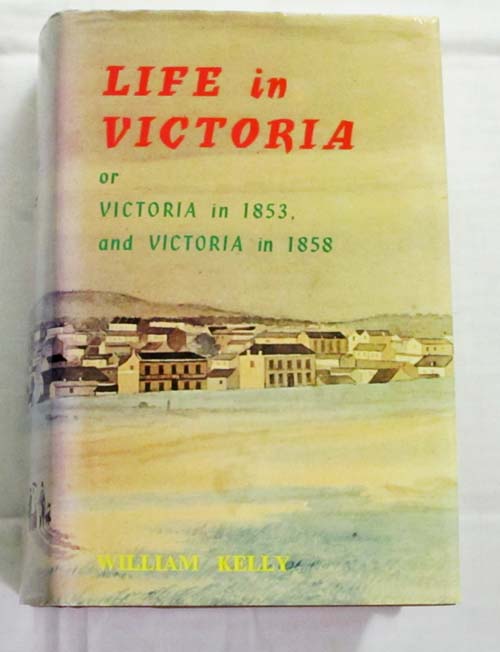 LIFE in
VICTORIA
or
VICTORIA in 1853,
and VICTORIA in 1858
WILLIAM KELLY